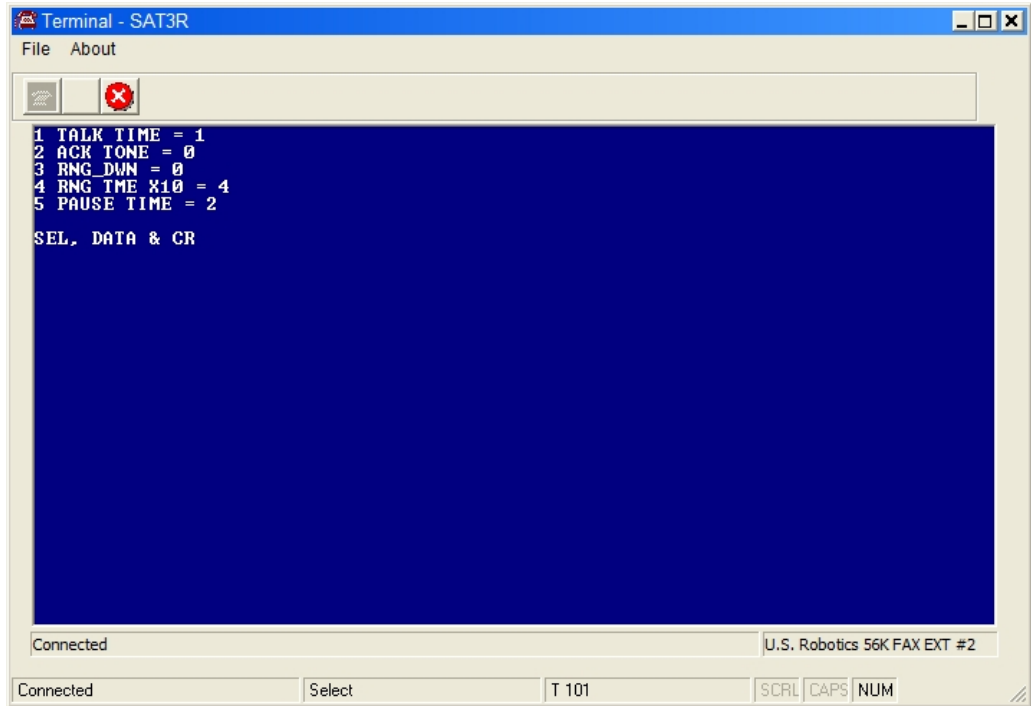 Terminal - SAT3R
File About
1 TALK TIME = 1
2 ACK TONE = 0
3 RNG_DWN = 0
4 RNG TME X10 = 4
5 PAUSE TIME = 2
SEL, DATA & CR
Connected U.S. Robotics 56K FAX EXT #2
Connected Select T 101 SCRL CAPS NUM